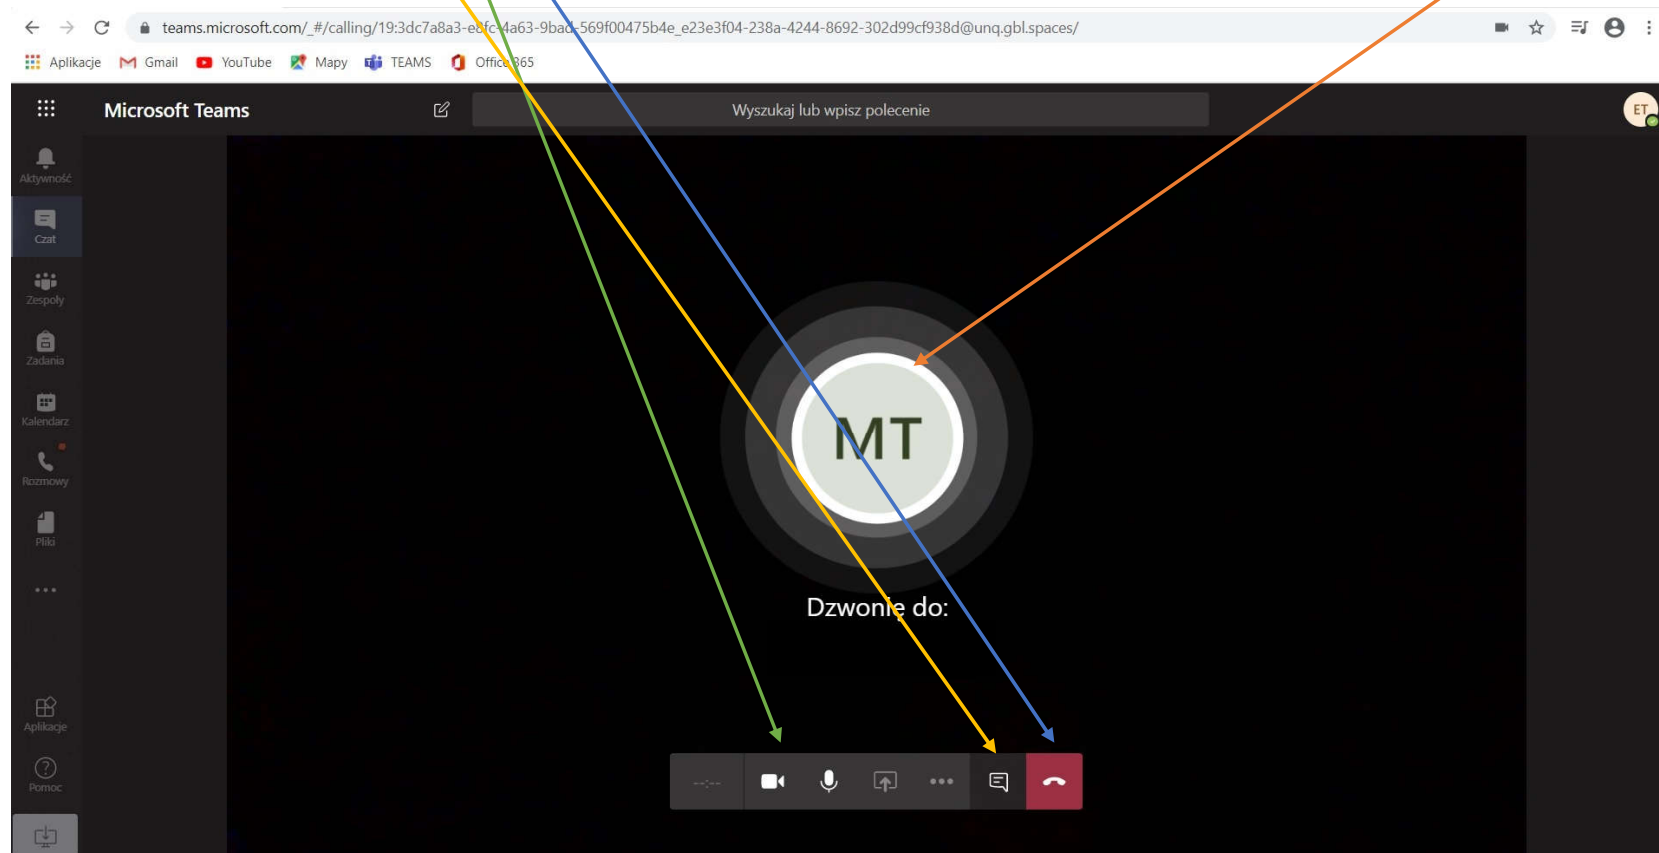 teams.microsoft.com/_#/calling/19:3dc7a8a3-e8fc-4a63-9bad-569f00475b4e_e23e3f04-238a-4244-8692-302d99cf938d@unq.gbl.spaces/
Aplikacje Gmail YouTube Mapy TEAMS Office 365
Microsoft Teams Wyszukaj lub wpisz polecenie ET
Aktywność
Czat
Zespoły
Zadania
Kalendarz
Rozmowy
Pliki
MT
Dzwonię do:
Aplikacje
Pomoc
--:--